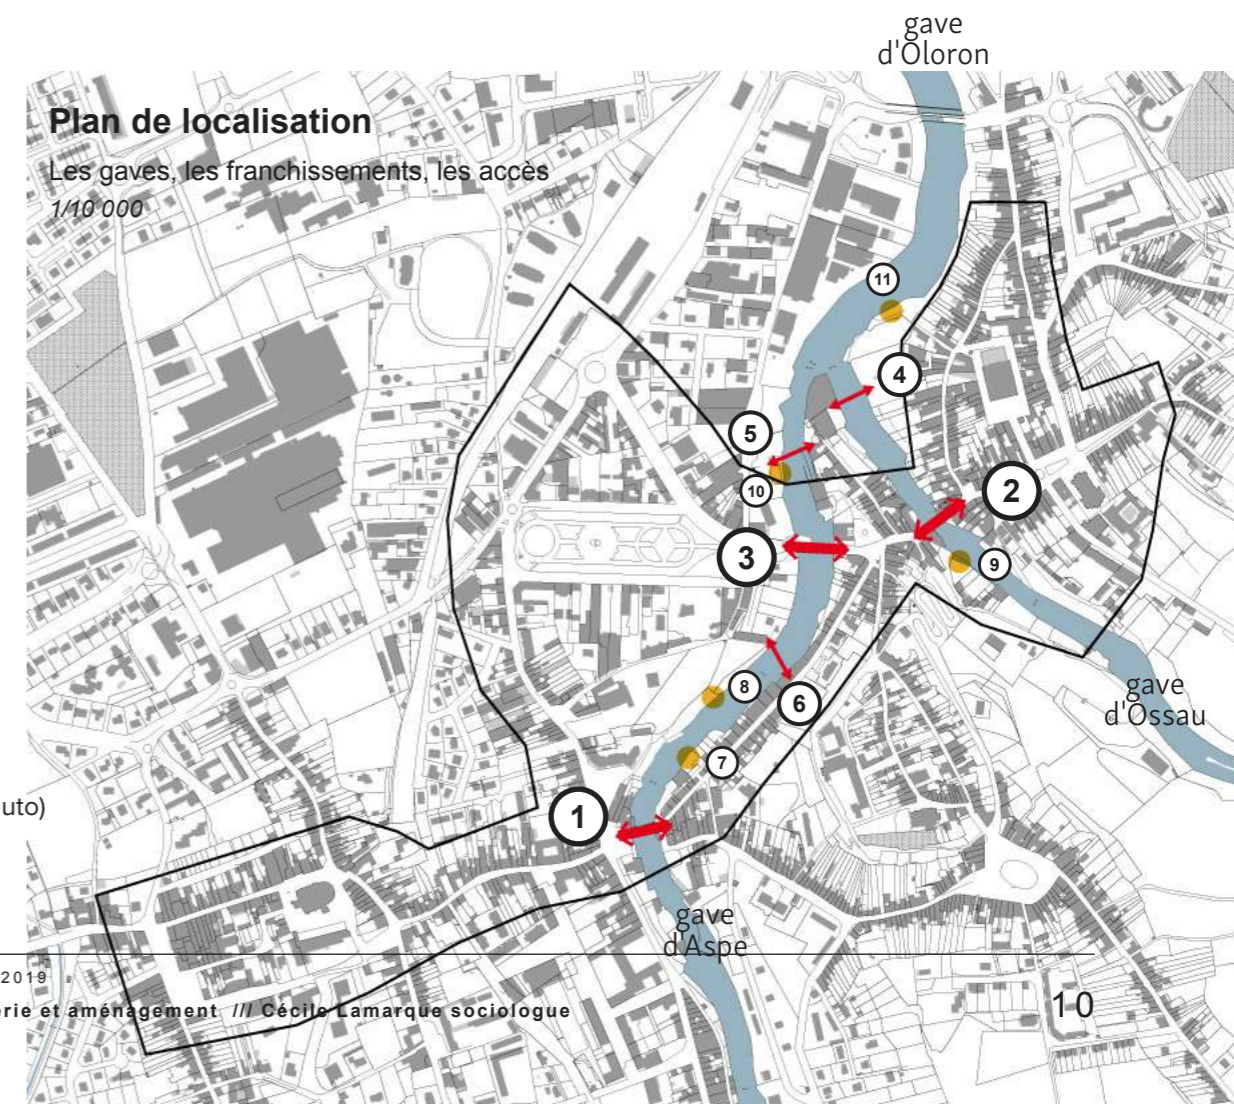 gave
d'Oloron
Plan de localisation
Les gaves, les franchissements, les accès
1/10 000
11
4
5
10
2
3
9
8
6
7
gave
d'Ossau
1
uto)
gave
d'Aspe
2019
erie et aménagement /// Cécile Lamarque sociologue
10